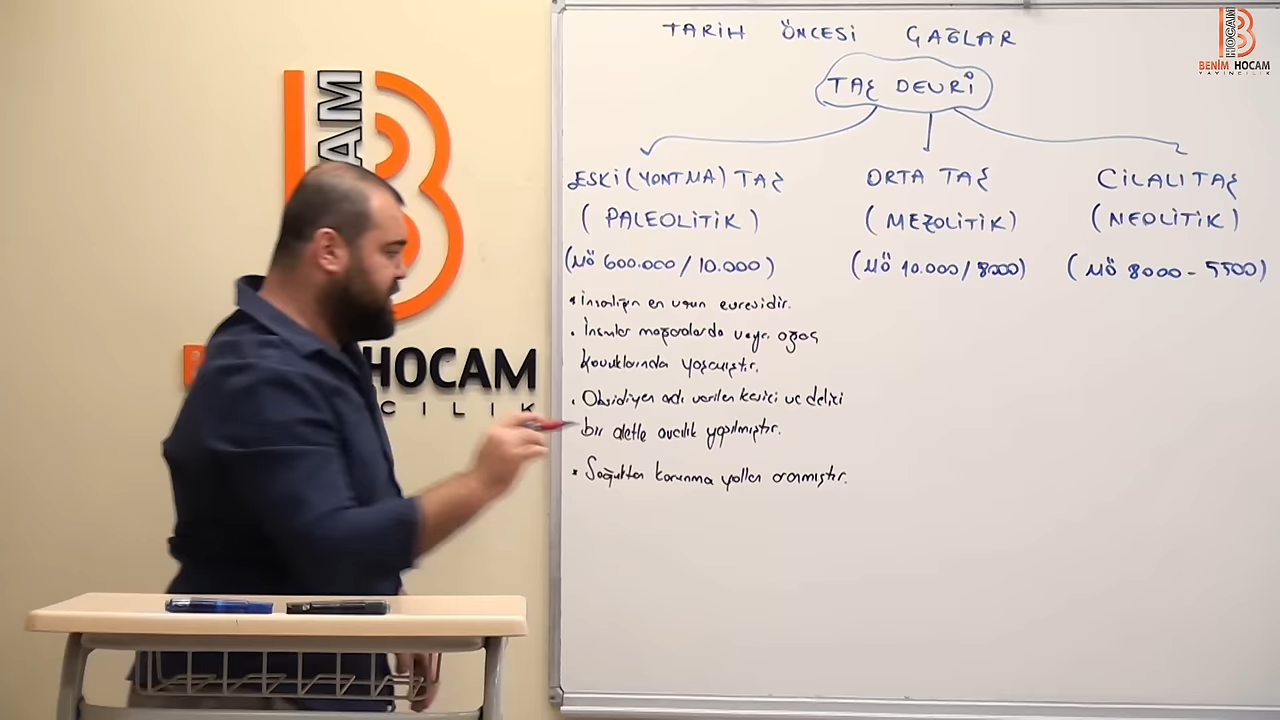 TARİH ÖNCESİ ÇAĞLAR
TAŞ DEVRİ
ESKİ (YONTMA) TAŞ
(PALEOLİTİK)
(MÖ 600.000 / 10.000)
ORTA TAŞ
(MEZOLİTİK)
(MÖ 10.000 / 8000)
CİLALI TAŞ
(NEOLİTİK)
(MÖ 8000 - 5500)
• İnsanlığın en uzun evresidir.
• İnsanlar mağaralarda veya ağaç
kovuklarında yaşamıştır.
• Obsidiyen adı verilen kesici ve delici
bir aletle avcılık yapılmıştır.
• Soğuktan korunma yolları aranmıştır.
B
HOCAM
BENİM HOCAM
YAYINCILIK
AM
B
B HOCAM
CILIK